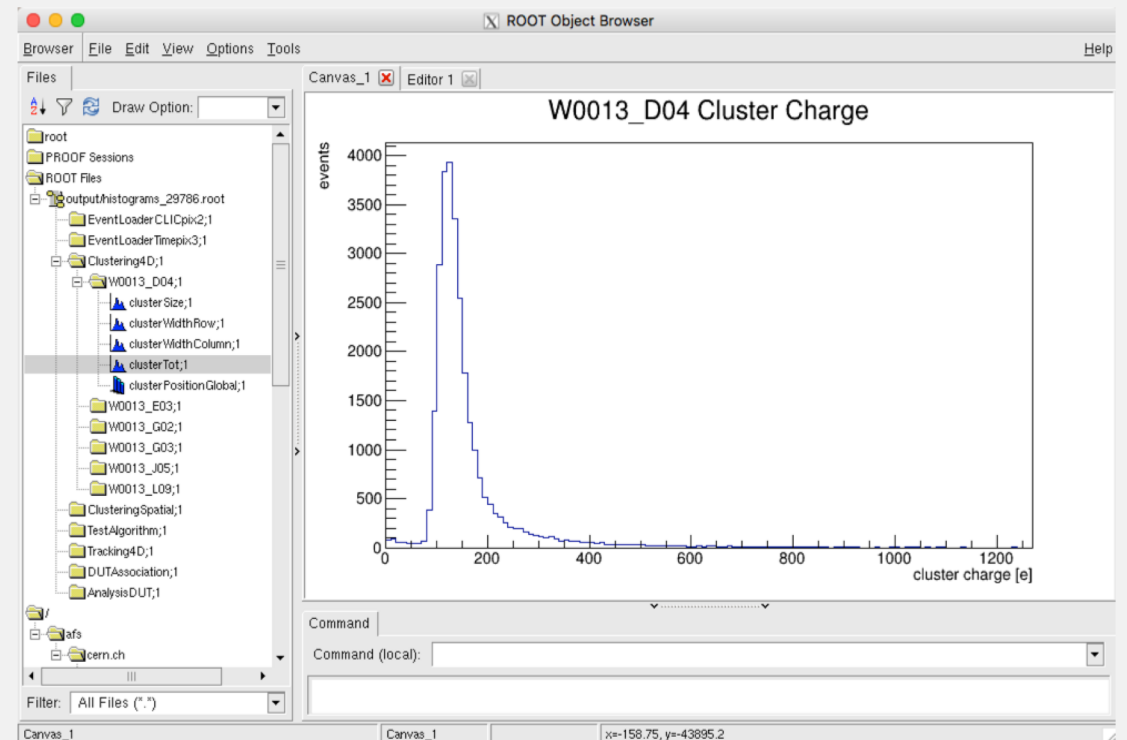 ROOT Object Browser
Browser File Edit View Options Tools Help
Files
Draw Option:
root
PROOF Sessions
ROOT Files
output/histograms_29786.root
EventLoaderCLICpix2;1
EventLoaderTimepix3;1
Clustering4D;1
W0013_D04;1
clusterSize;1
clusterWidthRow;1
clusterWidthColumn;1
clusterTot;1
clusterPositionGlobal;1
W0013_E03;1
W0013_G02;1
W0013_G03;1
W0013_J05;1
W0013_L09;1
ClusteringSpatial;1
TestAlgorithm;1
Tracking4D;1
DUTAssociation;1
AnalysisDUT;1
/
afs
cern.ch
Filter: All Files (*.*)
Canvas_1 Editor 1
W0013_D04 Cluster Charge
events
4000
3500
3000
2500
2000
1500
1000
500
0
0 200 400 600 800 1000 1200
cluster charge [e]
Command
Command (local):
Canvas_1 Canvas_1 x=-158.75, y=-43895.2